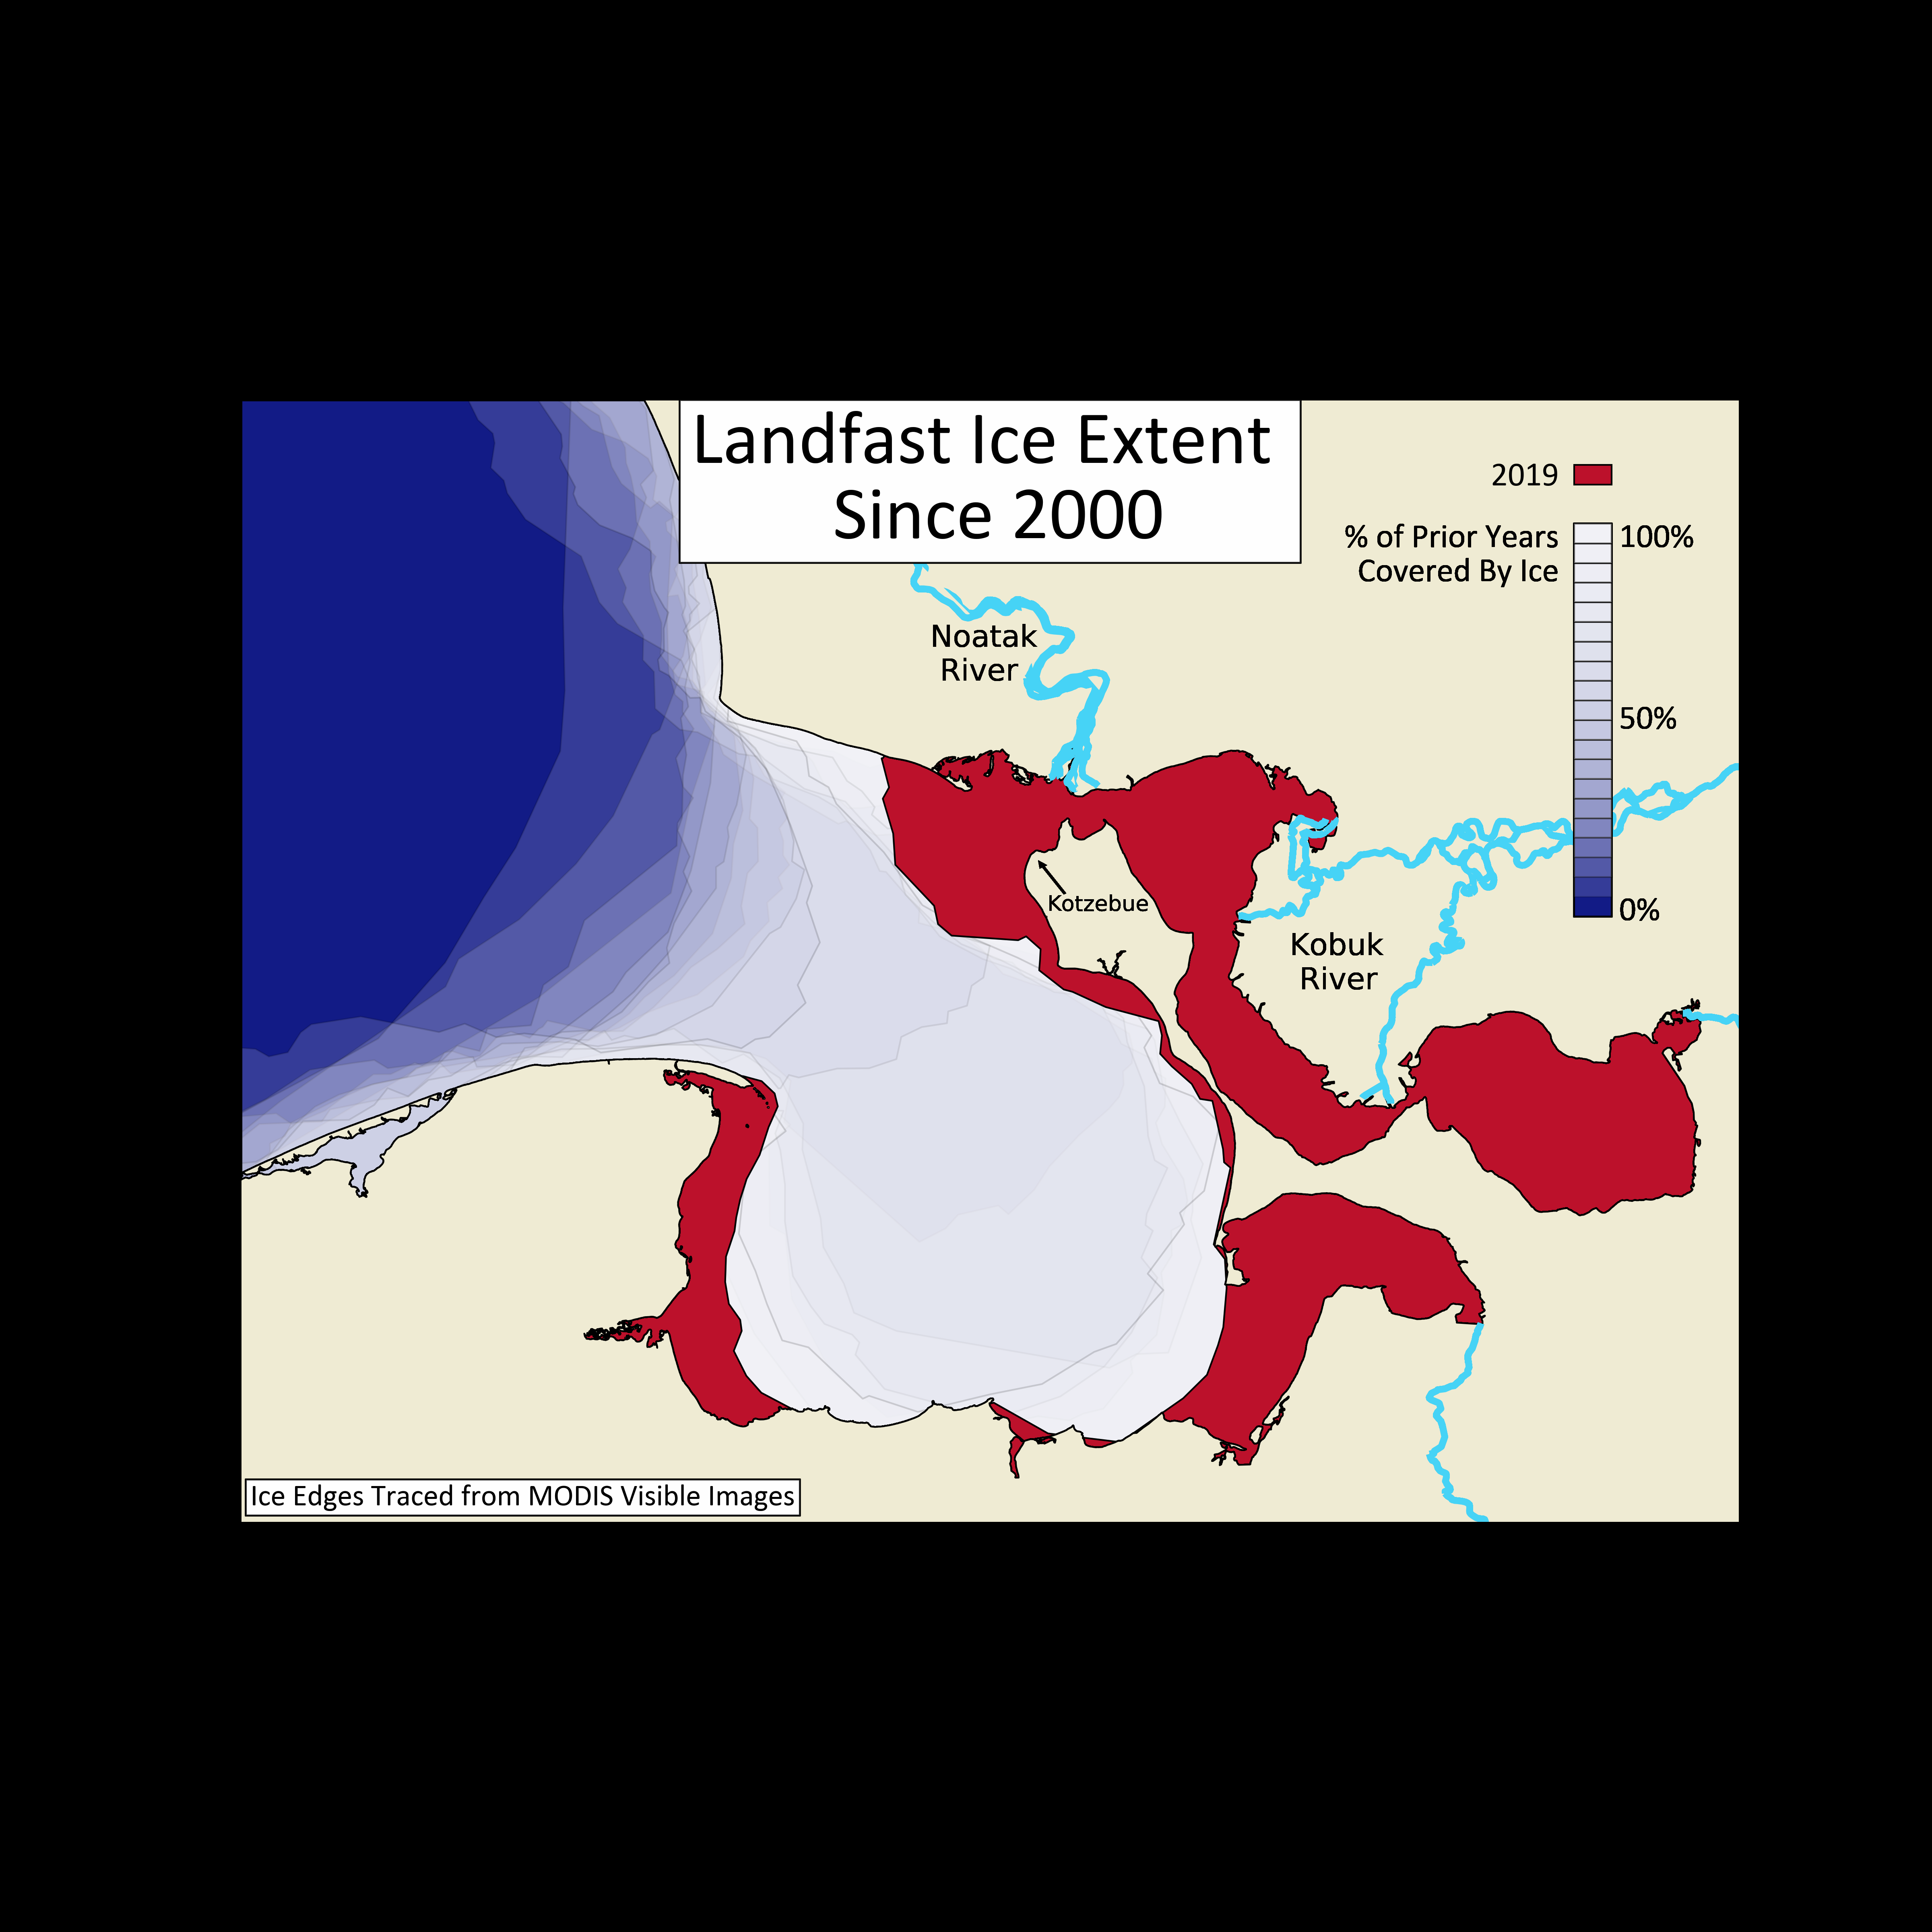 Landfast Ice Extent
Since 2000
2019
% of Prior Years
Covered By Ice
100%
50%
0%
Noatak
River
Kotzebue
Kobuk
River
Ice Edges Traced from MODIS Visible Images